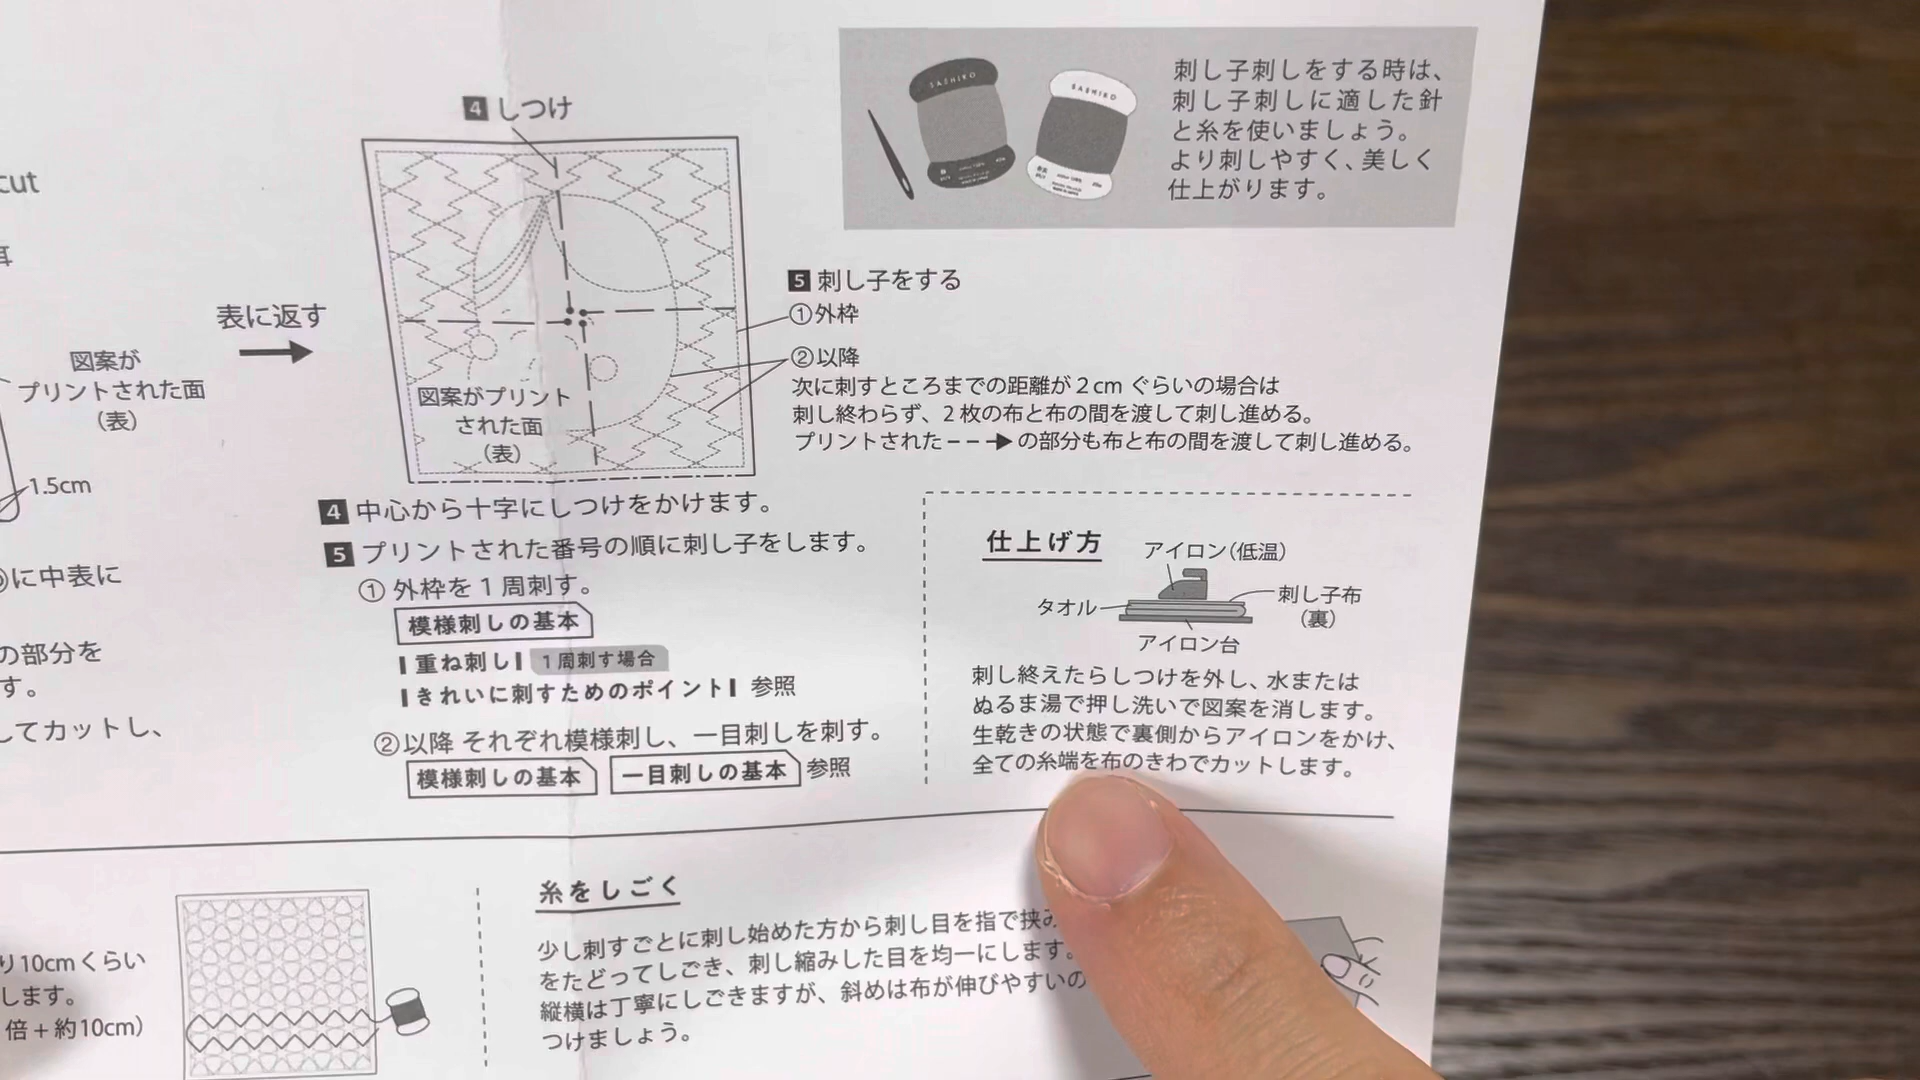 cut
耳
図案が
プリントされた面
（表）
1.5cm
に中表に
の部分を
す。
してカットし、
表に返す
4 しつけ
図案がプリント
された面
（表）
SASHIKO
SASHIKO
刺し子刺しをする時は、
刺し子刺しに適した針
と糸を使いましょう。
より刺しやすく、美しく
仕上がります。
5 刺し子をする
①外枠
②以降
次に刺すところまでの距離が2cmぐらいの場合は
刺し終わらず、2枚の布と布の間を渡して刺し進める。
プリントされた の部分も布と布の間を渡して刺し進める。
4 中心から十字にしつけをかけます。
5 プリントされた番号の順に刺し子をします。
① 外枠を1周刺す。
模様刺しの基本
重ね刺し 1周刺す場合
きれいに刺すためのポイント 参照
②以降 それぞれ模様刺し、一目刺しを刺す。
模様刺しの基本 一目刺しの基本 参照
仕上げ方
アイロン（低温）
タオル
刺し子布
（裏）
アイロン台
刺し終えたらしつけを外し、水または
ぬるま湯で押し洗いで図案を消します。
生乾きの状態で裏側からアイロンをかけ、
全ての糸端を布のきわでカットします。
り10cmくらい
します。
倍＋約10cm）
糸をしごく
少し刺すごとに刺し始めた方から刺し目を指で挟み
をたどってしごき、刺し縮みした目を均一にします。
縦横は丁寧にしごきますが、斜めは布が伸びやすいの
つけましょう。